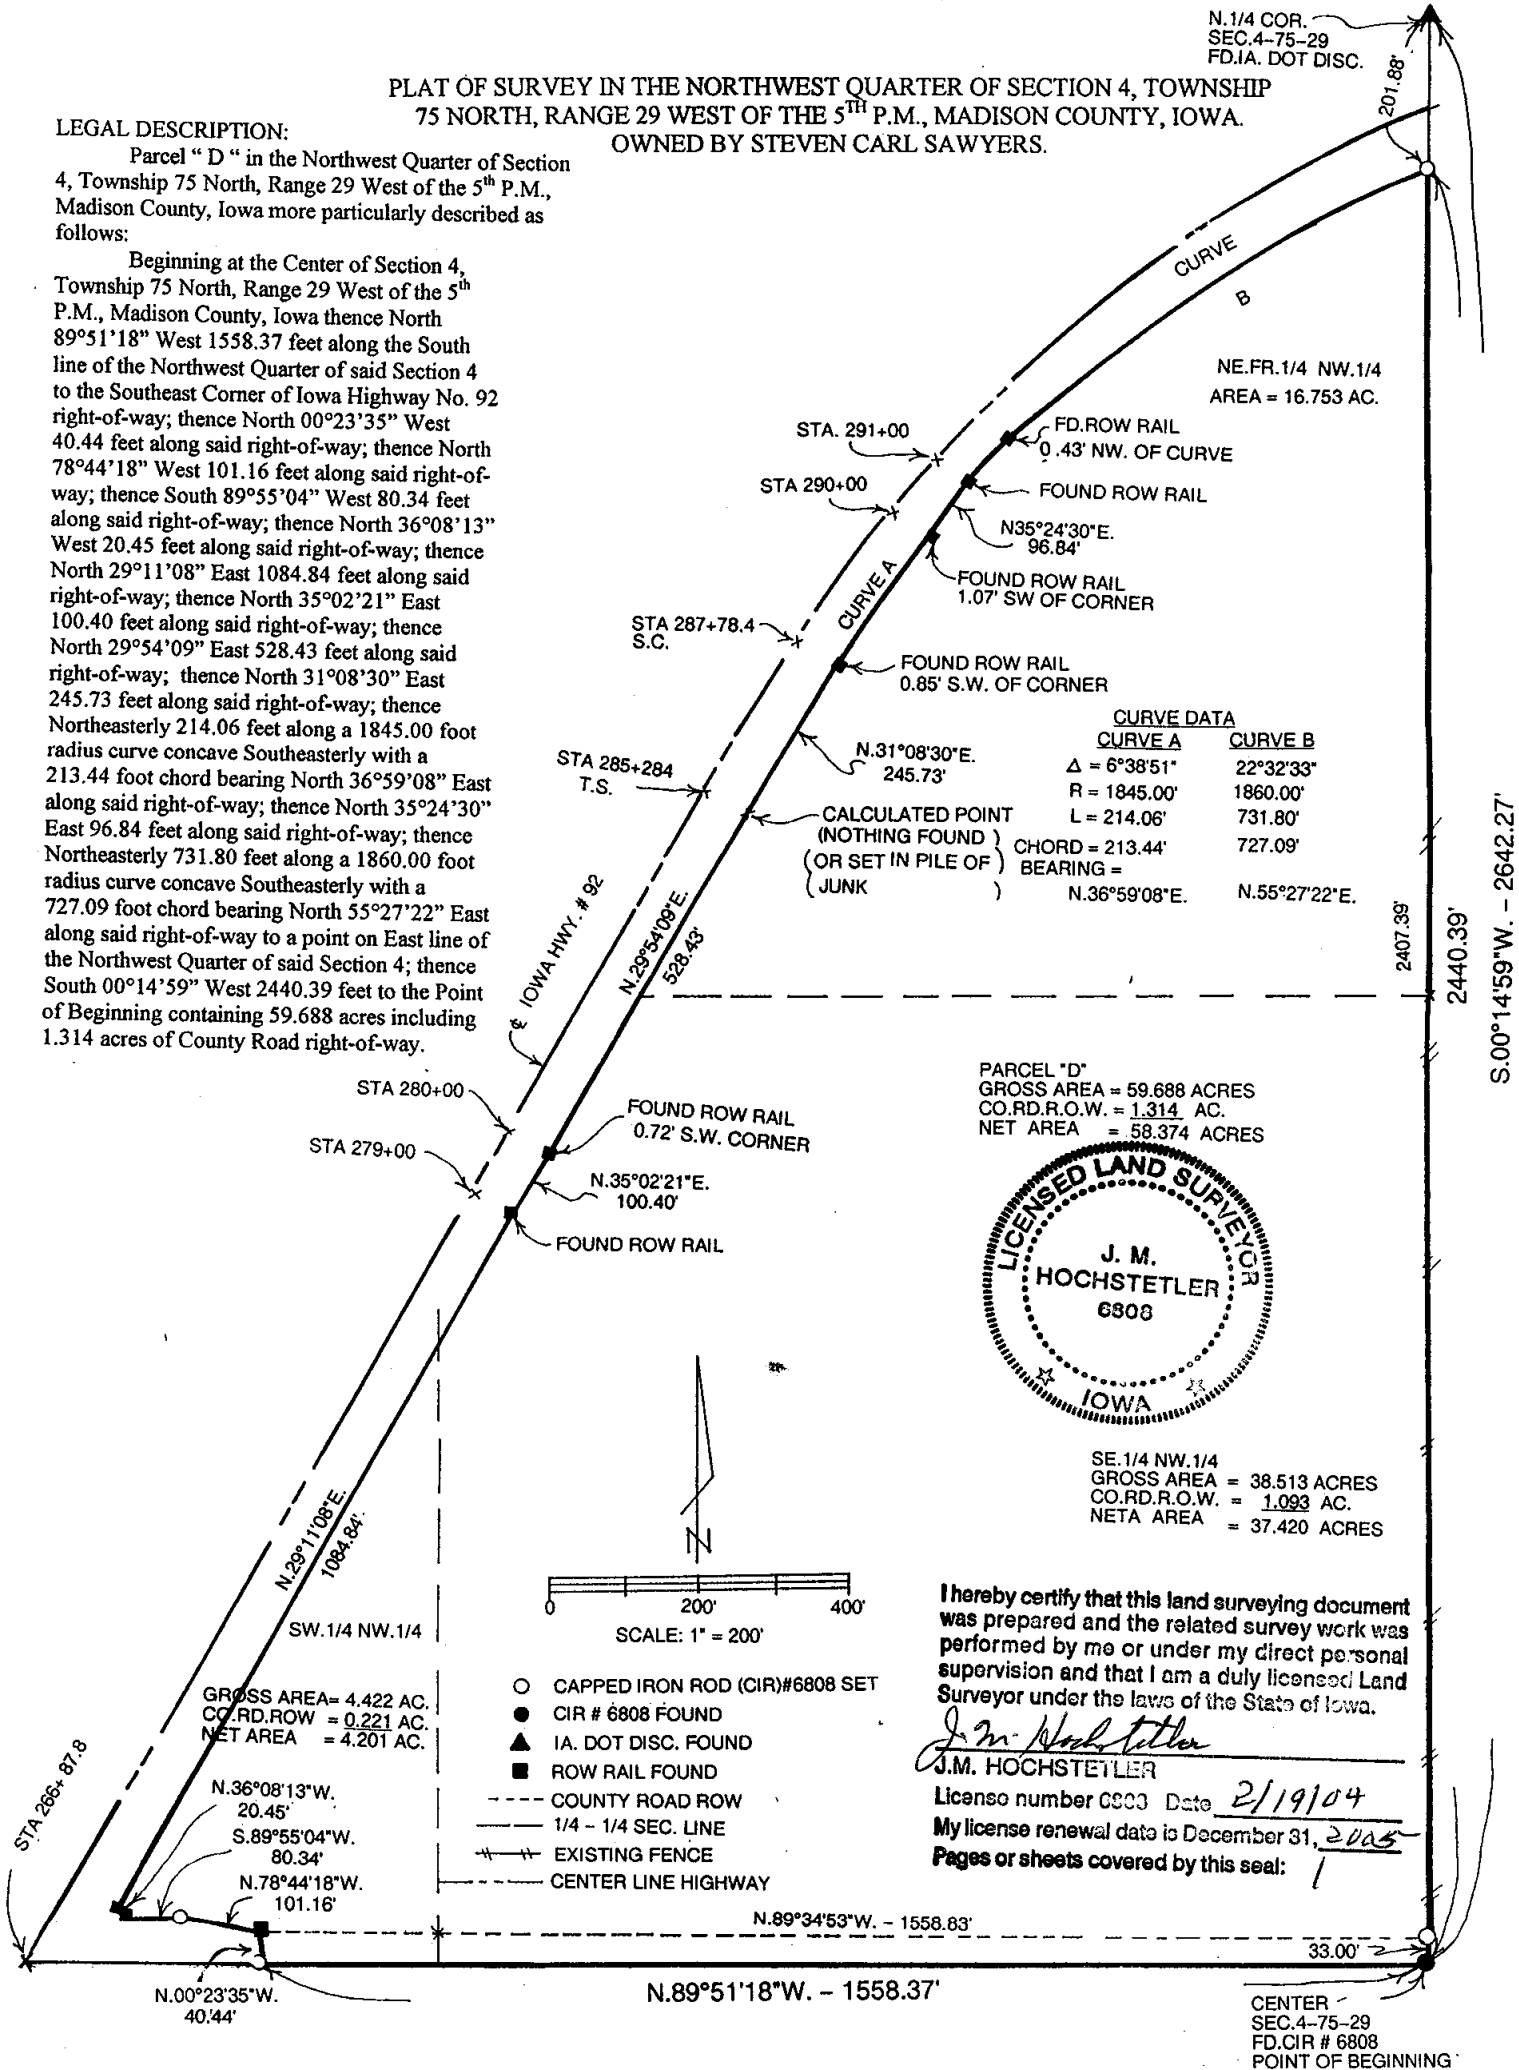 N.1/4 COR.
SEC.4-75-29
FD.IA. DOT DISC.
201.88'
PLAT OF SURVEY IN THE NORTHWEST QUARTER OF SECTION 4, TOWNSHIP
75 NORTH, RANGE 29 WEST OF THE 5TH P.M., MADISON COUNTY, IOWA.
OWNED BY STEVEN CARL SAWYERS.
LEGAL DESCRIPTION:
Parcel “ D “ in the Northwest Quarter of Section
4, Township 75 North, Range 29 West of the 5th P.M.,
Madison County, Iowa more particularly described as
follows:
Beginning at the Center of Section 4,
Township 75 North, Range 29 West of the 5th
P.M., Madison County, Iowa thence North
89°51’18” West 1558.37 feet along the South
line of the Northwest Quarter of said Section 4
to the Southeast Corner of Iowa Highway No. 92
right-of-way; thence North 00°23’35” West
40.44 feet along said right-of-way; thence North
78°44’18” West 101.16 feet along said right-of-
way; thence South 89°55’04” West 80.34 feet
along said right-of-way; thence North 36°08’13”
West 20.45 feet along said right-of-way; thence
North 29°11’08” East 1084.84 feet along said
right-of-way; thence North 35°02’21” East
100.40 feet along said right-of-way; thence
North 29°54’09” East 528.43 feet along said
right-of-way; thence North 31°08’30” East
245.73 feet along said right-of-way; thence
Northeasterly 214.06 feet along a 1845.00 foot
radius curve concave Southeasterly with a
213.44 foot chord bearing North 36°59’08” East
along said right-of-way; thence North 35°24’30”
East 96.84 feet along said right-of-way; thence
Northeasterly 731.80 feet along a 1860.00 foot
radius curve concave Southeasterly with a
727.09 foot chord bearing North 55°27’22” East
along said right-of-way to a point on East line of
the Northwest Quarter of said Section 4; thence
South 00°14’59” West 2440.39 feet to the Point
of Beginning containing 59.688 acres including
1.314 acres of County Road right-of-way.
CURVE
B
NE.FR.1/4 NW.1/4
AREA = 16.753 AC.
STA. 291+00
FD.ROW RAIL
0.43' NW. OF CURVE
STA 290+00
FOUND ROW RAIL
N35°24'30"E.
96.84'
CURVE A
FOUND ROW RAIL
1.07' SW OF CORNER
STA 287+78.4
S.C.
FOUND ROW RAIL
0.85' S.W. OF CORNER
N.31°08'30"E.
245.73'
STA 285+284
T.S.
CALCULATED POINT
(NOTHING FOUND )
(OR SET IN PILE OF )
( JUNK )
CURVE DATA
CURVE A CURVE B
Δ = 6°38'51" 22°32'33"
R = 1845.00' 1860.00'
L = 214.06' 731.80'
CHORD = 213.44' 727.09'
BEARING =
N.36°59'08"E. N.55°27'22"E.
2407.39'
2440.39'
S.00°14'59"W. – 2642.27'
℄ IOWA HWY. # 92
N.29°54'09"E.
528.43'
STA 280+00
STA 279+00
FOUND ROW RAIL
0.72' S.W. CORNER
N.35°02'21"E.
100.40'
FOUND ROW RAIL
PARCEL "D"
GROSS AREA = 59.688 ACRES
CO.RD.R.O.W. = 1.314 AC.
NET AREA = 58.374 ACRES
LICENSED LAND SURVEYOR
J. M.
HOCHSTETLER
6808
IOWA
N.29°11'08"E.
1084.84'
N
0 200' 400'
SCALE: 1" = 200'
SE.1/4 NW.1/4
GROSS AREA = 38.513 ACRES
CO.RD.R.O.W. = 1.093 AC.
NETA AREA = 37.420 ACRES
SW.1/4 NW.1/4
GROSS AREA= 4.422 AC.
CO.RD.ROW = 0.221 AC.
NET AREA = 4.201 AC.
CAPPED IRON ROD (CIR)#6808 SET
CIR # 6808 FOUND
IA. DOT DISC. FOUND
ROW RAIL FOUND
COUNTY ROAD ROW
1/4 – 1/4 SEC. LINE
EXISTING FENCE
CENTER LINE HIGHWAY
I hereby certify that this land surveying document
was prepared and the related survey work was
performed by me or under my direct personal
supervision and that I am a duly licensed Land
Surveyor under the laws of the State of Iowa.
J. M. Hochstetler
J.M. HOCHSTETLER
License number 6808 Date 2/19/04
My license renewal date is December 31, 2005
Pages or sheets covered by this seal: 1
STA 266+ 87.8
N.36°08'13"W.
20.45'
S.89°55'04"W.
80.34'
N.78°44'18"W.
101.16'
N.89°34'53"W. – 1558.83'
33.00'
N.00°23'35"W.
40.44'
N.89°51'18"W. – 1558.37'
CENTER
SEC.4-75-29
FD.CIR # 6808
POINT OF BEGINNING